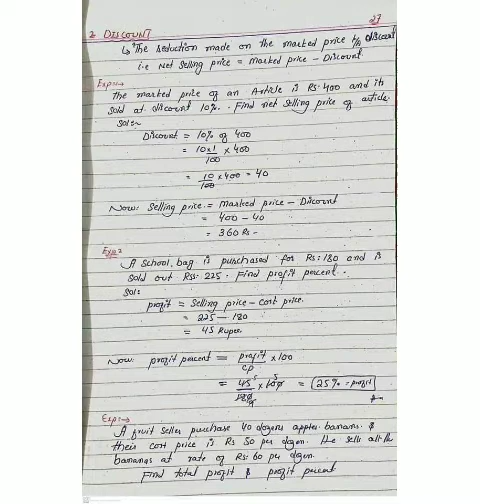 27
2 DISCOUNT
↳ "The reduction made on the marked price discount
i.e Net selling price = marked price - Discount
Exp:→
The marked price of an Article is Rs: 400 and its
sold at discount 10%. Find net selling price of article.
Sol:~
Discount = 10% of 400
= 10×1/100 × 400
= 10/100 × 400 = 40
Now: Selling price = marked price - Discount
= 400 - 40
= 360 Rs -
Exp:2
A School, bag is purchased for Rs: 180 and is
sold out Rss: 225. Find profit percent.
Sol:
profit = Selling price - cost price.
= 225 - 180
= 45 Rupee.
Now: profit percent = profit/CP × 100
= 45/180 × 100 = 25% = profit
Exp:→
A fruit seller purchase 40 dozens apples. banana &
their cost price is Rs 50 per dozen. He sells all the
bananas at rate of Rs: 60 per dzen.
Find total profit & profit percent